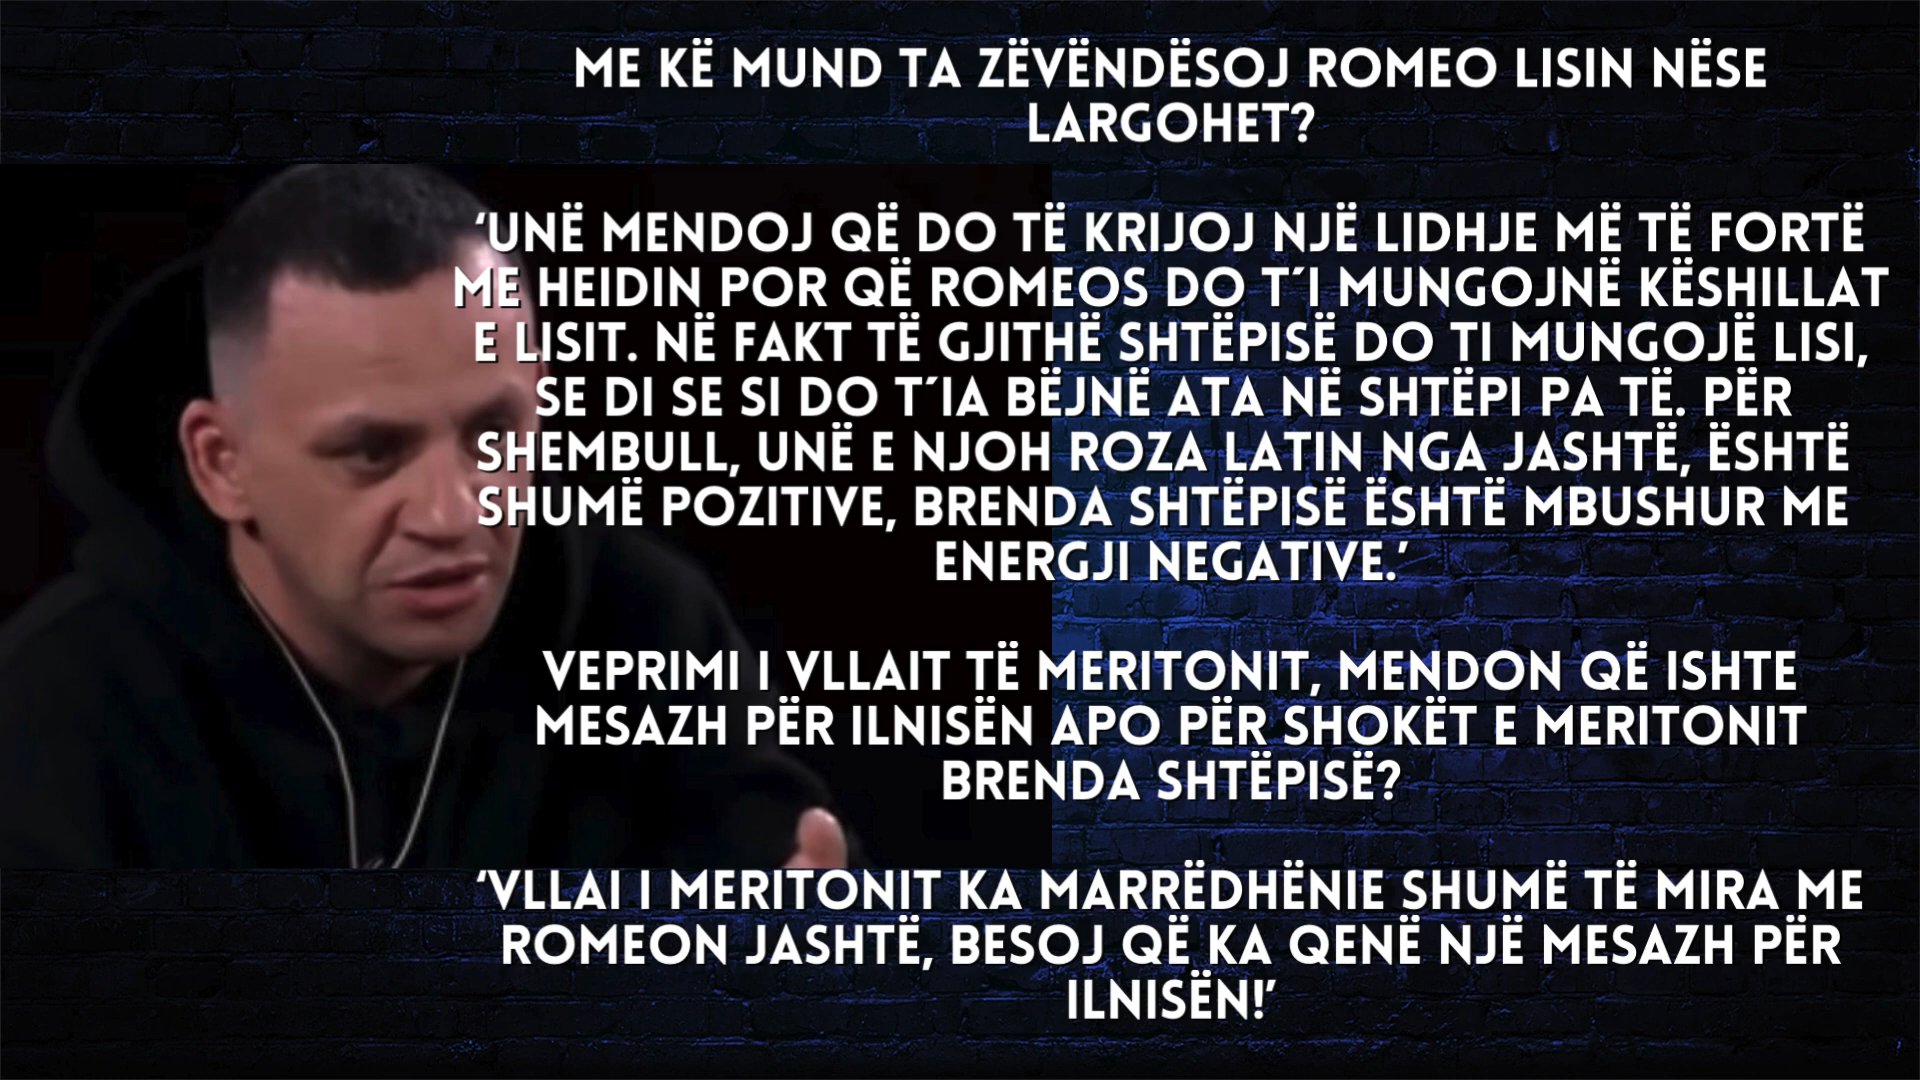 ME KË MUND TA ZËVËNDËSOJ ROMEO LISIN NËSE
LARGOHET?
‘UNË MENDOJ QË DO TË KRIJOJ NJË LIDHJE MË TË FORTË
ME HEIDIN POR QË ROMEOS DO T´I MUNGOJNË KËSHILLAT
E LISIT. NË FAKT TË GJITHË SHTËPISË DO TI MUNGOJË LISI,
SE DI SE SI DO T´IA BËJNË ATA NË SHTËPI PA TË. PËR
SHEMBULL, UNË E NJOH ROZA LATIN NGA JASHTË, ËSHTË
SHUMË POZITIVE, BRENDA SHTËPISË ËSHTË MBUSHUR ME
ENERGJI NEGATIVE.’
VEPRIMI I VLLAIT TË MERITONIT, MENDON QË ISHTE
MESAZH PËR ILNISËN APO PËR SHOKËT E MERITONIT
BRENDA SHTËPISË?
‘VLLAI I MERITONIT KA MARRËDHËNIE SHUMË TË MIRA ME
ROMEON JASHTË, BESOJ QË KA QENË NJË MESAZH PËR
ILNISËN!’